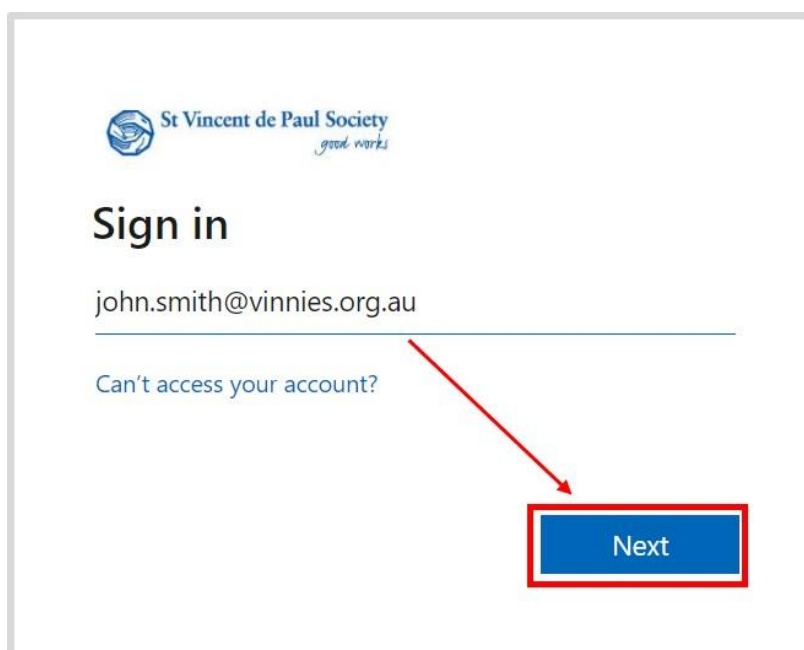 St Vincent de Paul Society
good works
Sign in
john.smith@vinnies.org.au
Can't access your account?
Next